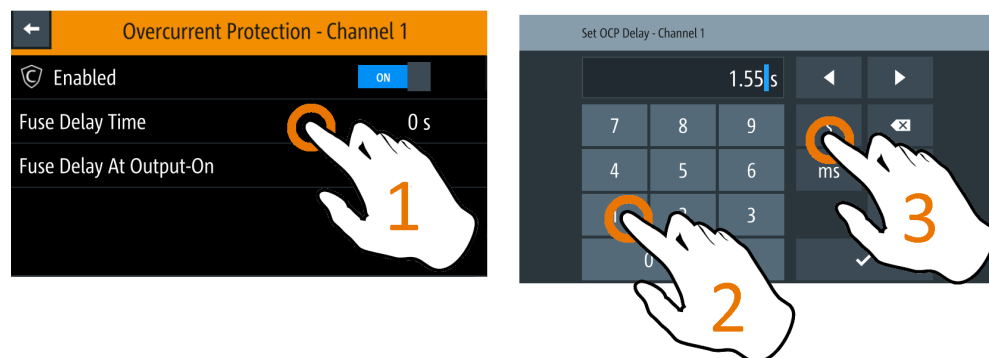 Overcurrent Protection - Channel 1
C Enabled ON
Fuse Delay Time 0 s
Fuse Delay At Output-On
1
Set OCP Delay - Channel 1
1.55 s
7 8 9
4 5 6 ms
3
0
2
3